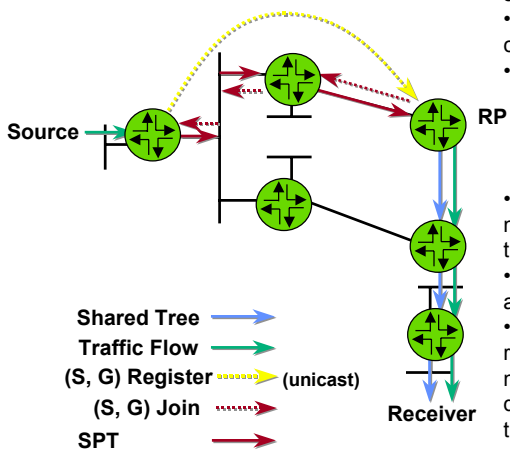 RP
Source
Shared Tree
Traffic Flow
(S, G) Register (unicast)
(S, G) Join
SPT
Receiver